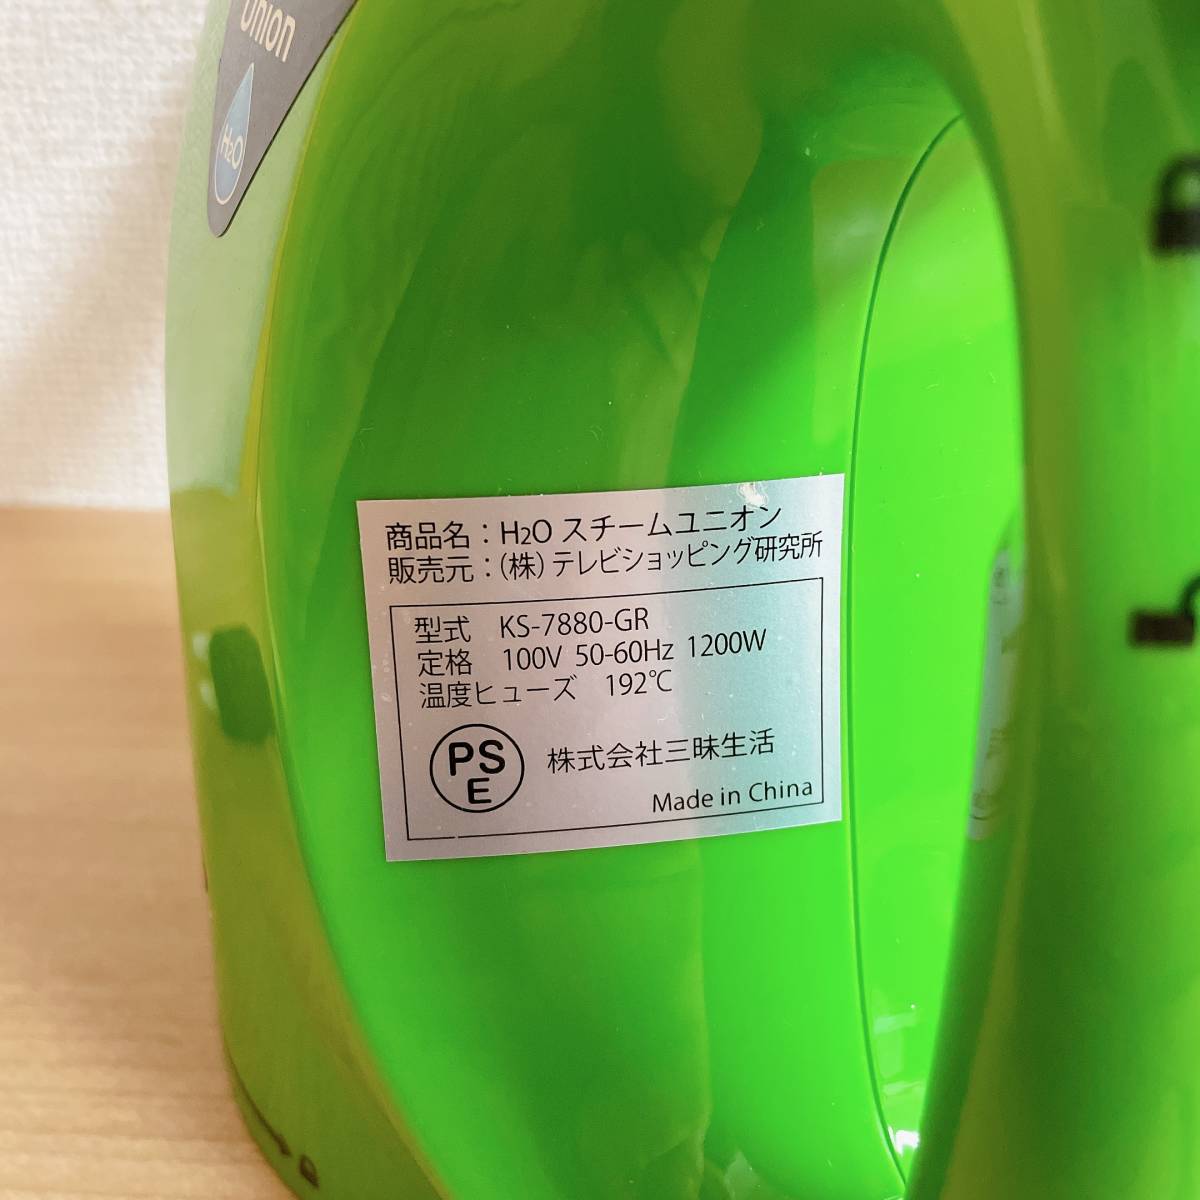 Union
H₂O
商品名：H₂O スチームユニオン
販売元：（株）テレビショッピング研究所
型式 KS-7880-GR
定格 100V 50-60Hz 1200W
温度ヒューズ 192℃
PS
E
株式会社三昧生活
Made in China